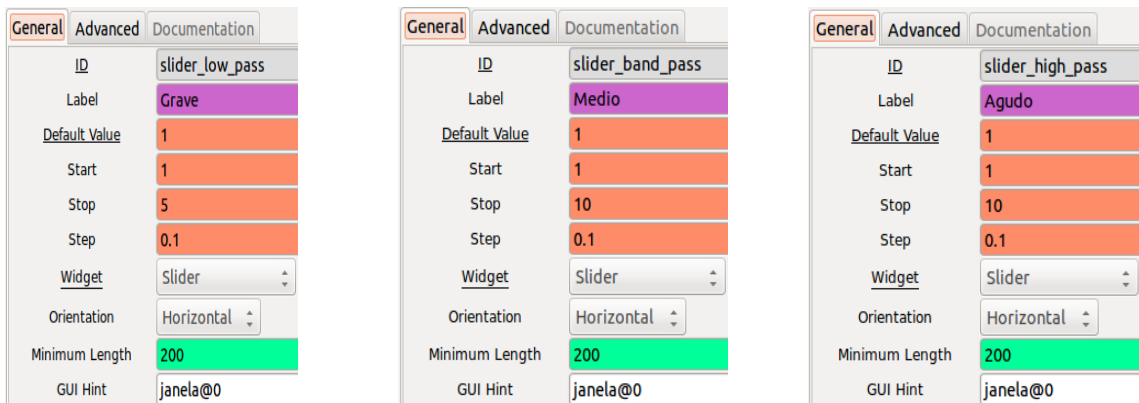 General Advanced Documentation
ID slider_low_pass
Label Grave
Default Value 1
Start 1
Stop 5
Step 0.1
Widget Slider
Orientation Horizontal
Minimum Length 200
GUI Hint janela@0
General Advanced Documentation
ID slider_band_pass
Label Medio
Default Value 1
Start 1
Stop 10
Step 0.1
Widget Slider
Orientation Horizontal
Minimum Length 200
GUI Hint janela@0
General Advanced Documentation
ID slider_high_pass
Label Agudo
Default Value 1
Start 1
Stop 10
Step 0.1
Widget Slider
Orientation Horizontal
Minimum Length 200
GUI Hint janela@0